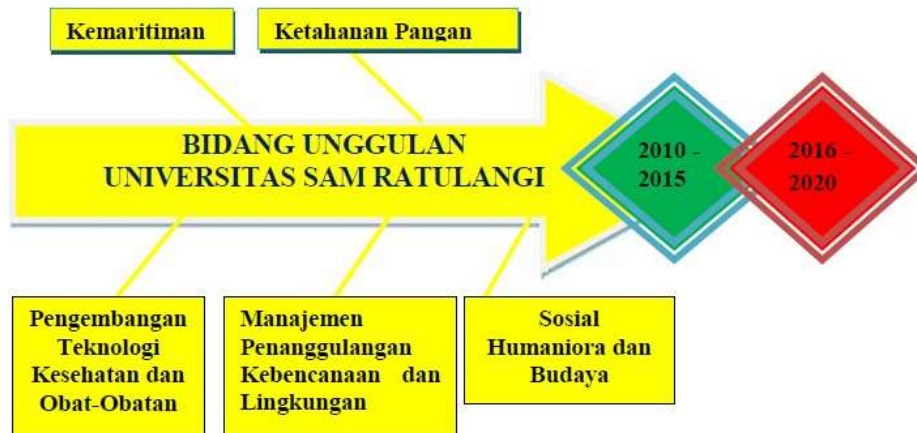 Kemaritiman
Ketahanan Pangan
BIDANG UNGGULAN
UNIVERSITAS SAM RATULANGI
2010 -
2015
2016 -
2020
Pengembangan
Teknologi
Kesehatan dan
Obat-Obatan
Manajemen
Penanggulangan
Kebencanaan dan
Lingkungan
Sosial
Humaniora dan
Budaya